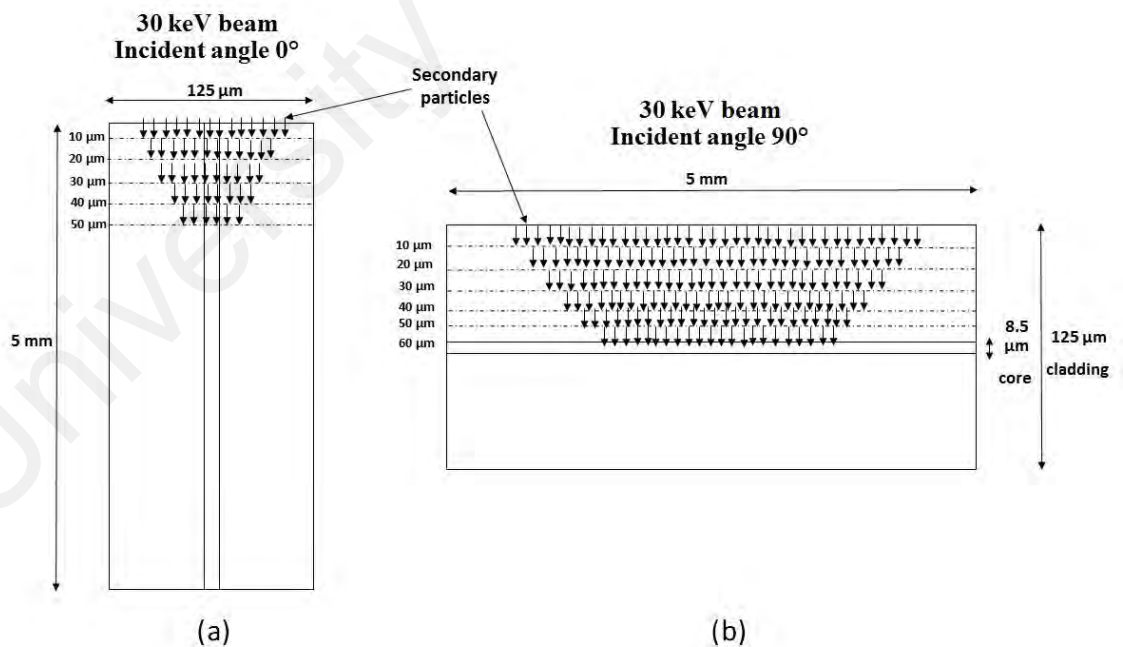 30 keV beam
Incident angle 0°
125 µm
Secondary
particles
10 µm
20 µm
30 µm
40 µm
50 µm
5 mm
(a)
30 keV beam
Incident angle 90°
5 mm
10 µm
20 µm
30 µm
40 µm
50 µm
60 µm
8.5
µm
core
125 µm
cladding
(b)
University